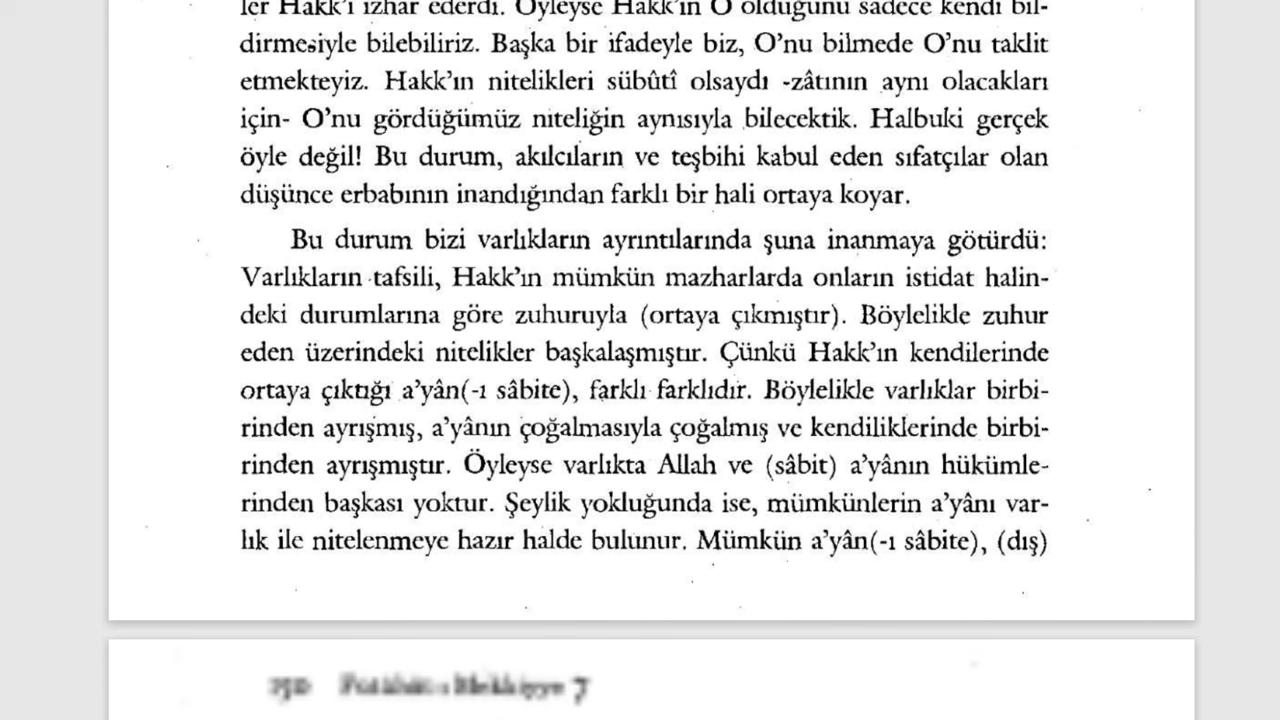 ler Hakk'ı izhar ederdi. Öyleyse Hakk'ın O olduğunu sadece kendi bil-
dirmesiyle bilebiliriz. Başka bir ifadeyle biz, O'nu bilmede O'nu taklit
etmekteyiz. Hakk'ın nitelikleri sübûtî olsaydı -zâtının aynı olacakları
için- O'nu gördüğümüz niteliğin aynısıyla bilecektik. Halbuki gerçek
öyle değil! Bu durum, akılcıların ve teşbihi kabul eden sıfatçılar olan
düşünce erbabının inandığından farklı bir hali ortaya koyar.
Bu durum bizi varlıkların ayrıntılarında şuna inanmaya götürdü:
Varlıkların tafsili, Hakk'ın mümkün mazharlarda onların istidat halin-
deki durumlarına göre zuhuruyla (ortaya çıkmıştır). Böylelikle zuhur
eden üzerindeki nitelikler başkalaşmıştır. Çünkü Hakk'ın kendilerinde
ortaya çıktığı a'yân(-ı sâbite), farklı farklıdır. Böylelikle varlıklar birbi-
rinden ayrışmış, a'yânın çoğalmasıyla çoğalmış ve kendiliklerinde birbi-
rinden ayrışmıştır. Öyleyse varlıkta Allah ve (sâbit) a'yânın hükümle-
rinden başkası yoktur. Şeylik yokluğunda ise, mümkünlerin a'yânı var-
lık ile nitelenmeye hazır halde bulunur. Mümkün a'yân(-ı sâbite), (dış)
7